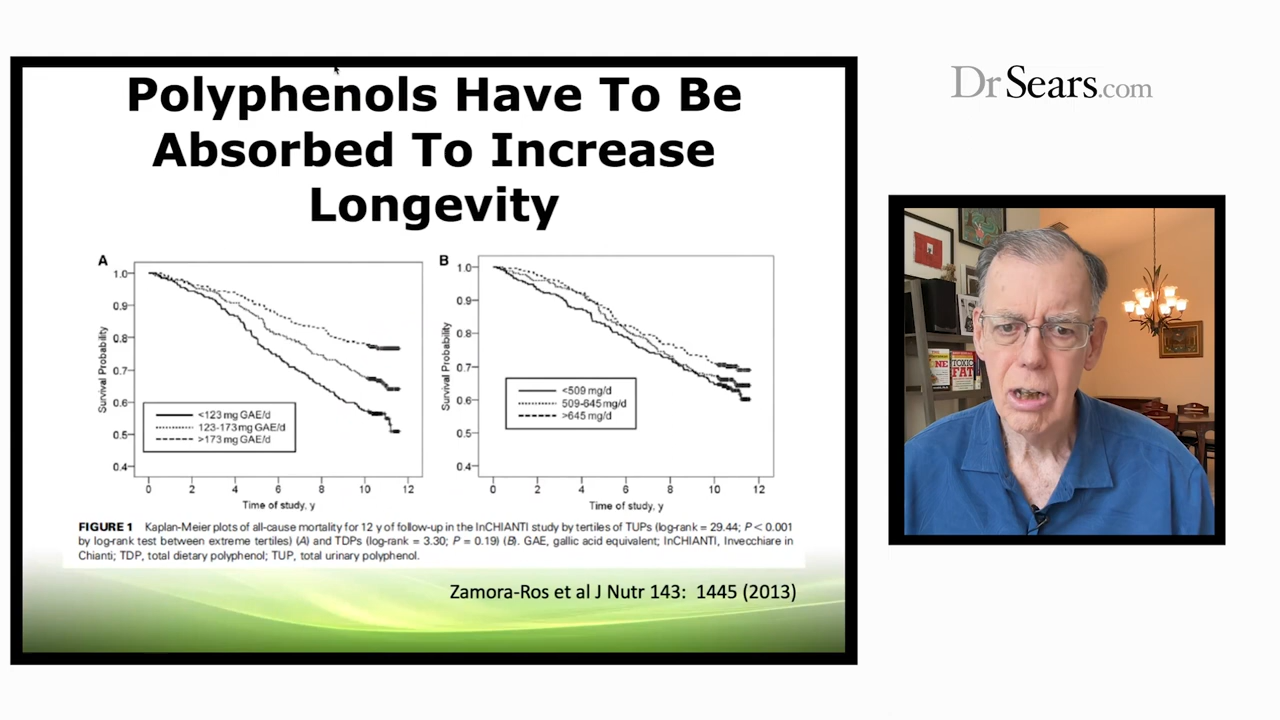 Polyphenols Have To Be
Absorbed To Increase
Longevity
A
Survival Probability
1.0
0.9
0.8
0.7
0.6
0.5
0.4
<123 mg GAE/d
123-173 mg GAE/d
>173 mg GAE/d
0 2 4 6 8 10 12
Time of study, y
B
Survival Probability
1.0
0.9
0.8
0.7
0.6
0.5
0.4
<509 mg/d
509-645 mg/d
>645 mg/d
0 2 4 6 8 10 12
Time of study, y
FIGURE 1 Kaplan-Meier plots of all-cause mortality for 12 y of follow-up in the InCHIANTI study by tertiles of TUPs (log-rank = 29.44; P < 0.001
by log-rank test between extreme tertiles) (A) and TDPs (log-rank = 3.30; P = 0.19) (B). GAE, gallic acid equivalent; InCHIANTI, Invecchiare in
Chianti; TDP, total dietary polyphenol; TUP, total urinary polyphenol.
Zamora-Ros et al J Nutr 143: 1445 (2013)
DrSears.com
TOXIC
FAT